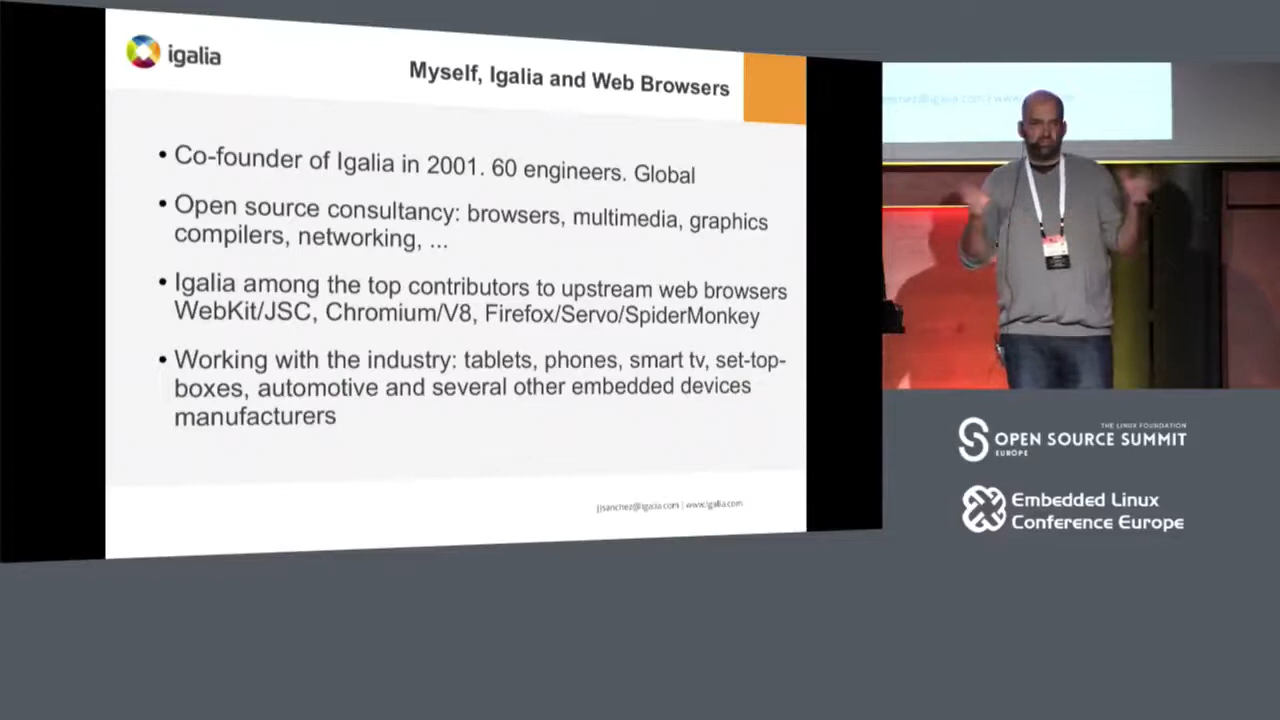 igalia
Myself, Igalia and Web Browsers
• Co-founder of Igalia in 2001. 60 engineers. Global
• Open source consultancy: browsers, multimedia, graphics
compilers, networking, ...
• Igalia among the top contributors to upstream web browsers
WebKit/JSC, Chromium/V8, Firefox/Servo/SpiderMonkey
• Working with the industry: tablets, phones, smart tv, set-top-
boxes, automotive and several other embedded devices
manufacturers
jjsanchez@igalia.com | www.igalia.com
THE LINUX FOUNDATION
OPEN SOURCE SUMMIT
EUROPE
Embedded Linux
Conference Europe